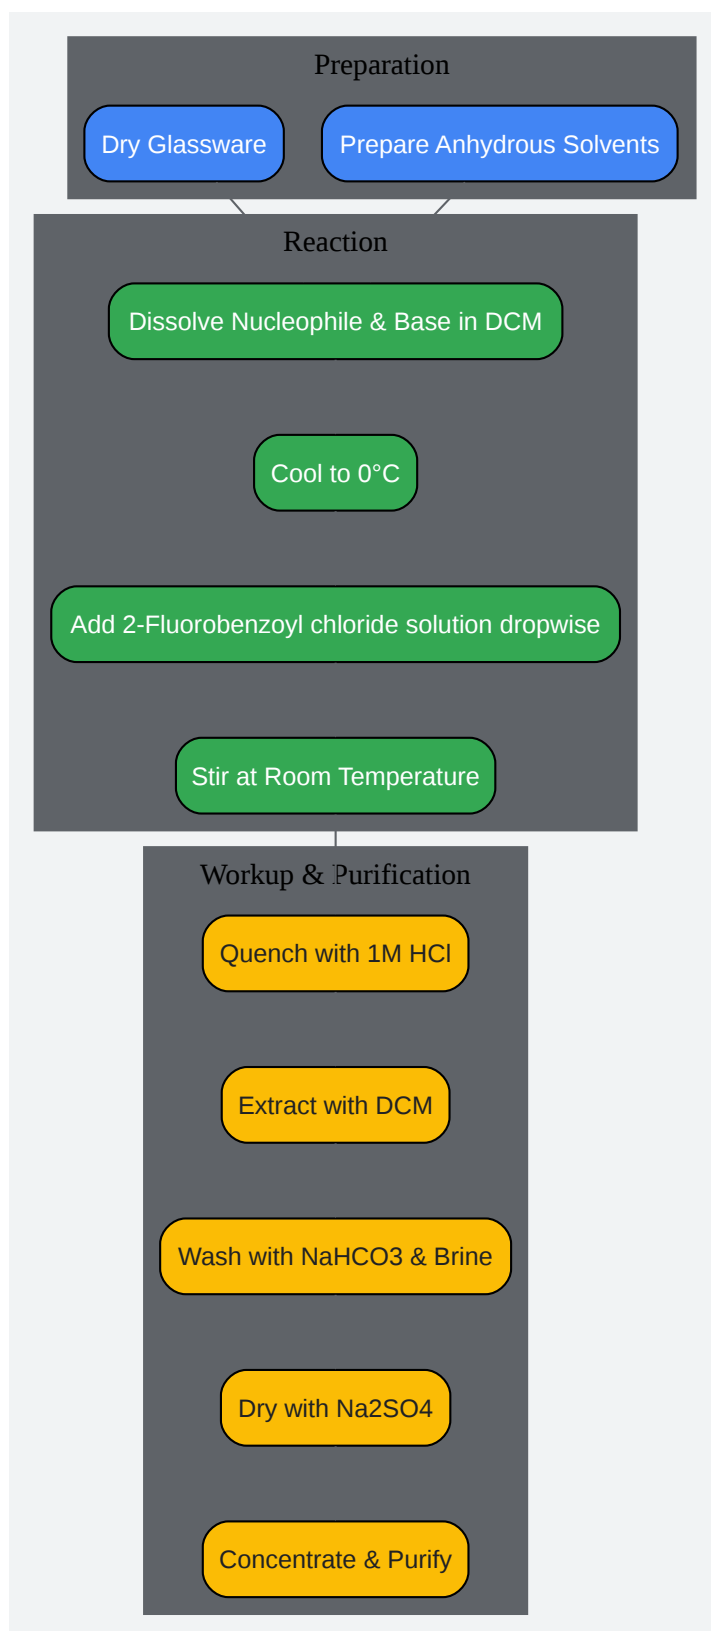 Preparation
Dry Glassware
Prepare Anhydrous Solvents
Reaction
Dissolve Nucleophile & Base in DCM
Cool to 0°C
Add 2-Fluorobenzoyl chloride solution dropwise
Stir at Room Temperature
Workup & Purification
Quench with 1M HCl
Extract with DCM
Wash with NaHCO3 & Brine
Dry with Na2SO4
Concentrate & Purify